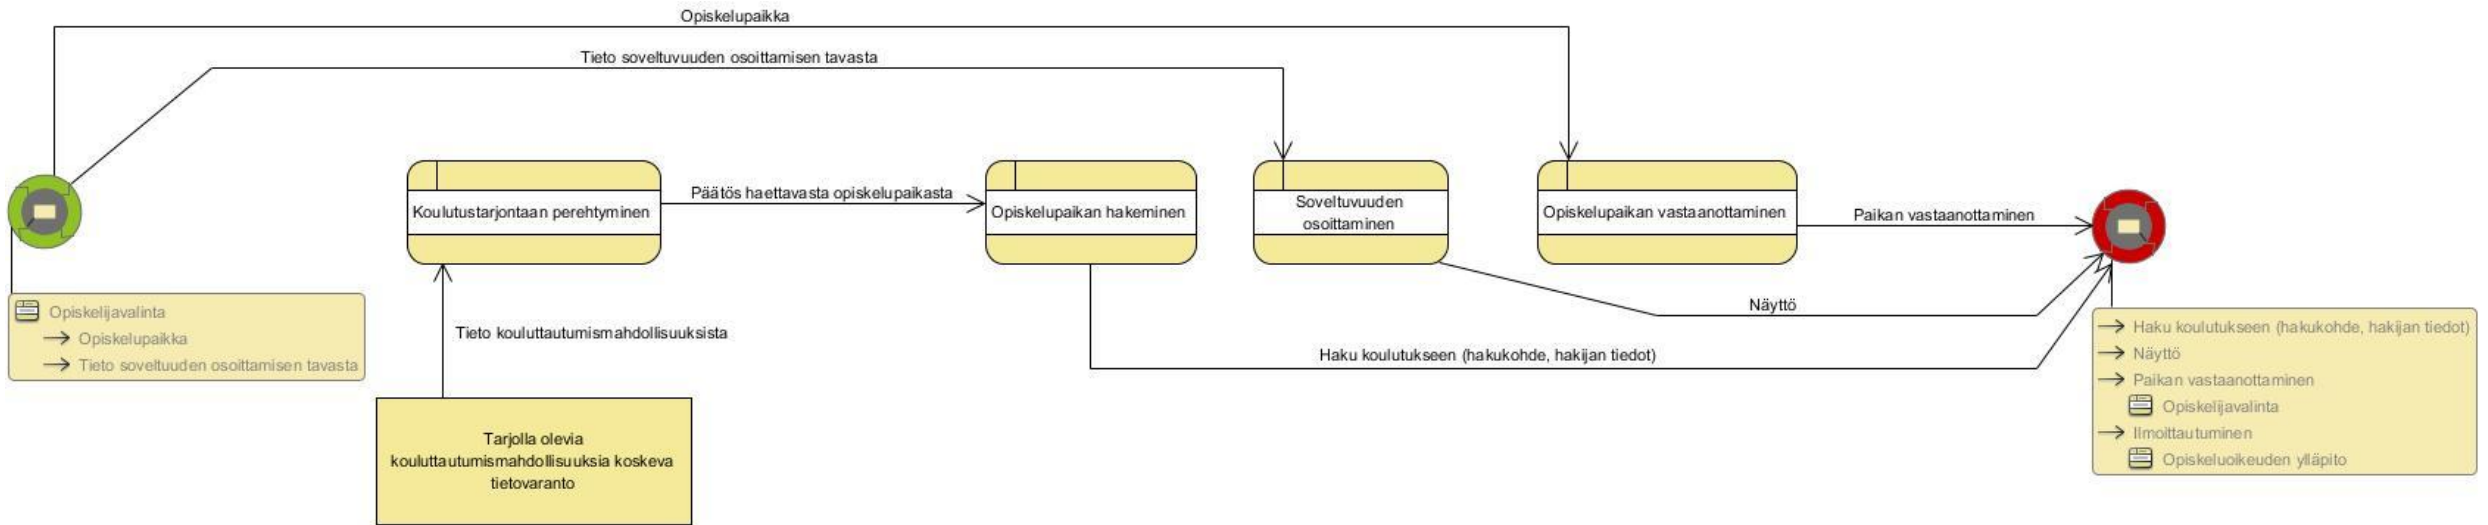 Opiskelupaikka
Tieto soveltuvuuden osoittamisen tavasta
Koulutustarjontaan perehtyminen
Päätös haettavasta opiskelupaikasta
Opiskelupaikan hakeminen
Soveltuvuuden
osoittaminen
Opiskelupaikan vastaanottaminen
Paikan vastaanottaminen
Opiskelijavalinta
Opiskelupaikka
Tieto soveltuuden osoittamisen tavasta
Tieto kouluttautumismahdollisuuksista
Näyttö
Haku koulutukseen (hakukohde, hakijan tiedot)
Haku koulutukseen (hakukohde, hakijan tiedot)
Näyttö
Paikan vastaanottaminen
Opiskelijavalinta
Ilmoittautuminen
Opiskeluoikeuden ylläpito
Tarjolla olevia
kouluttautumismahdollisuuksia koskeva
tietovaranto